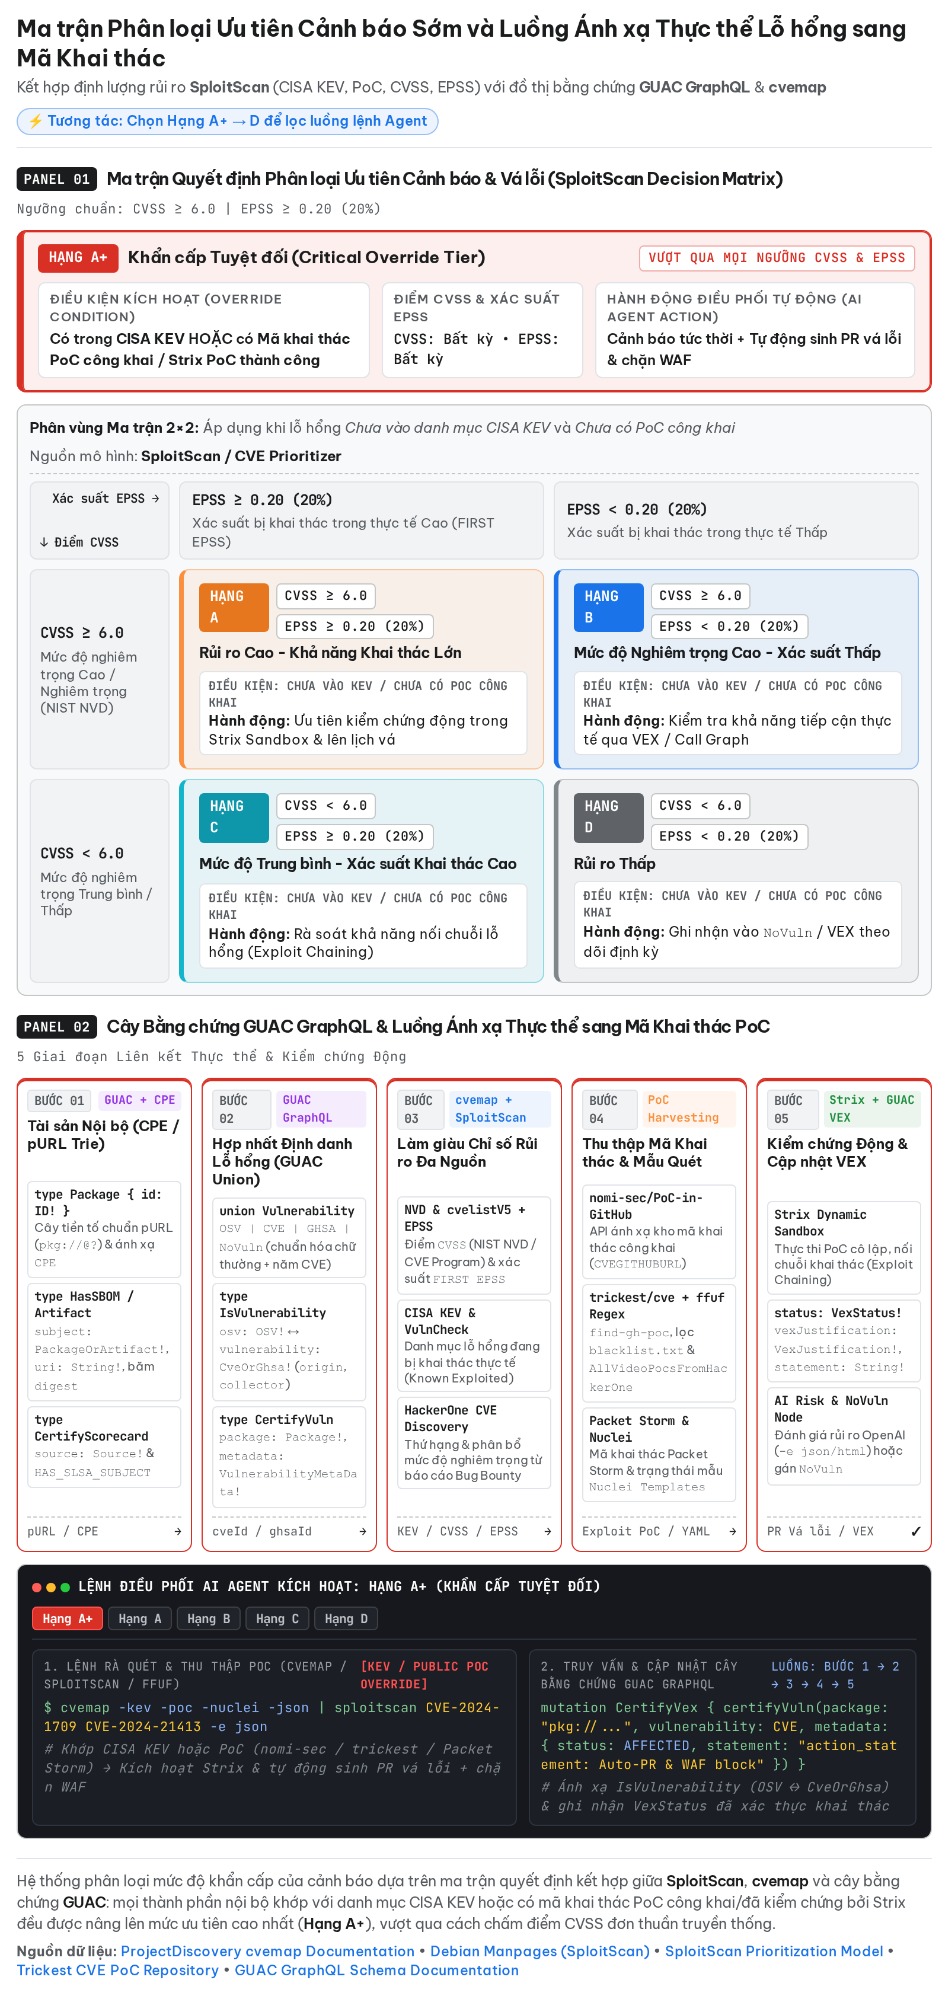 Ma trận Phân loại Ưu tiên Cảnh báo Sớm và Luồng Ánh xạ Thực thể Lỗ hổng sang
Mã Khai thác
Kết hợp định lượng rủi ro SploitScan (CISA KEV, PoC, CVSS, EPSS) với đồ thị bằng chứng GUAC GraphQL & cvemap
⚡ Tương tác: Chọn Hạng A+ → D để lọc luồng lệnh Agent
PANEL 01 Ma trận Quyết định Phân loại Ưu tiên Cảnh báo & Vá lỗi (SploitScan Decision Matrix)
Ngưỡng chuẩn: CVSS ≥ 6.0 | EPSS ≥ 0.20 (20%)
HẠNG A+ Khẩn cấp Tuyệt đối (Critical Override Tier)
VƯỢT QUA MỌI NGƯỠNG CVSS & EPSS
ĐIỀU KIỆN KÍCH HOẠT (OVERRIDE
CONDITION)
Có trong CISA KEV HOẶC có Mã khai thác
PoC công khai / Strix PoC thành công
ĐIỂM CVSS & XÁC SUẤT
EPSS
CVSS: Bất kỳ • EPSS:
Bất kỳ
HÀNH ĐỘNG ĐIỀU PHỐI TỰ ĐỘNG (AI
AGENT ACTION)
Cảnh báo tức thời + Tự động sinh PR vá lỗi
& chặn WAF
Phân vùng Ma trận 2×2: Áp dụng khi lỗ hổng Chưa vào danh mục CISA KEV và Chưa có PoC công khai
Nguồn mô hình: SploitScan / CVE Prioritizer
Xác suất EPSS →
↓ Điểm CVSS
EPSS ≥ 0.20 (20%)
Xác suất bị khai thác trong thực tế Cao (FIRST
EPSS)
EPSS < 0.20 (20%)
Xác suất bị khai thác trong thực tế Thấp
CVSS ≥ 6.0
Mức độ nghiêm
trọng Cao /
Nghiêm trọng
(NIST NVD)
HẠNG
A
CVSS ≥ 6.0
EPSS ≥ 0.20 (20%)
Rủi ro Cao - Khả năng Khai thác Lớn
ĐIỀU KIỆN: CHƯA VÀO KEV / CHƯA CÓ POC CÔNG
KHAI
Hành động: Ưu tiên kiểm chứng động trong
Strix Sandbox & lên lịch vá
HẠNG
B
CVSS ≥ 6.0
EPSS < 0.20 (20%)
Mức độ Nghiêm trọng Cao - Xác suất Thấp
ĐIỀU KIỆN: CHƯA VÀO KEV / CHƯA CÓ POC CÔNG
KHAI
Hành động: Kiểm tra khả năng tiếp cận thực
tế qua VEX / Call Graph
CVSS < 6.0
Mức độ nghiêm
trọng Trung bình /
Thấp
HẠNG
C
CVSS < 6.0
EPSS ≥ 0.20 (20%)
Mức độ Trung bình - Xác suất Khai thác Cao
ĐIỀU KIỆN: CHƯA VÀO KEV / CHƯA CÓ POC CÔNG
KHAI
Hành động: Rà soát khả năng nối chuỗi lỗ
hổng (Exploit Chaining)
HẠNG
D
CVSS < 6.0
EPSS < 0.20 (20%)
Rủi ro Thấp
ĐIỀU KIỆN: CHƯA VÀO KEV / CHƯA CÓ POC CÔNG
KHAI
Hành động: Ghi nhận vào NoVuln / VEX theo
dõi định kỳ
PANEL 02 Cây Bằng chứng GUAC GraphQL & Luồng Ánh xạ Thực thể sang Mã Khai thác PoC
5 Giai đoạn Liên kết Thực thể & Kiểm chứng Động
BƯỚC 01
GUAC + CPE
Tài sản Nội bộ (CPE /
pURL Trie)
type Package { id:
ID! }
Cây tiền tố chuẩn pURL
(pkg://@?) & ánh xạ
CPE
type HasSBOM /
Artifact
subject:
PackageOrArtifact!,
uri: String!, băm
digest
type
CertifyScorecard
source: Source! &
HAS_SLSA_SUBJECT
pURL / CPE →
BƯỚC
02
GUAC
GraphQL
Hợp nhất Định danh
Lỗ hổng (GUAC
Union)
union Vulnerability
OSV | CVE | GHSA |
NoVuln (chuẩn hóa chữ
thường + năm CVE)
type
IsVulnerability
osv: OSV! ↔
vulnerability:
CveOrGhsa! (origin,
collector)
type CertifyVuln
package: Package!,
metadata:
VulnerabilityMetaDa
ta!
cveId / ghsaId →
BƯỚC
03
cvemap +
SploitScan
Làm giàu Chỉ số Rủi
ro Đa Nguồn
NVD & cvelistV5 +
EPSS
Điểm CVSS (NIST NVD /
CVE Program) & xác
suất FIRST EPSS
CISA KEV &
VulnCheck
Danh mục lỗ hổng đang
bị khai thác thực tế
(Known Exploited)
HackerOne CVE
Discovery
Thứ hạng & phân bổ
mức độ nghiêm trọng từ
báo cáo Bug Bounty
KEV / CVSS / EPSS →
BƯỚC
04
PoC
Harvesting
Thu thập Mã Khai
thác & Mẫu Quét
nomi-sec/PoC-in-
GitHub
API ánh xạ kho mã khai
thác công khai
(CVEGITHUBURL)
trickest/cve + ffuf
Regex
find-gh-poc, lọc
blacklist.txt &
AllVideoPocsFromHac
kerOne
Packet Storm &
Nuclei
Mã khai thác Packet
Storm & trạng thái mẫu
Nuclei Templates
Exploit PoC / YAML →
BƯỚC
05
Strix + GUAC
VEX
Kiểm chứng Động &
Cập nhật VEX
Strix Dynamic
Sandbox
Thực thi PoC cô lập, nối
chuỗi khai thác (Exploit
Chaining)
status: VexStatus!
vexJustification:
VexJustification!,
statement: String!
AI Risk & NoVuln
Node
Đánh giá rủi ro OpenAI
(-e json/html) hoặc
gán NoVuln
PR Vá lỗi / VEX ✓
LỆNH ĐIỀU PHỐI AI AGENT KÍCH HOẠT: HẠNG A+ (KHẨN CẤP TUYỆT ĐỐI)
Hạng A+ Hạng A Hạng B Hạng C Hạng D
1. LỆNH RÀ QUÉT & THU THẬP POC (CVEMAP /
SPLOITSCAN / FFUF)
[KEV / PUBLIC POC
OVERRIDE]
$ cvemap -kev -poc -nuclei -json | sploitscan CVE-2024-
1709 CVE-2024-21413 -e json
# Khớp CISA KEV hoặc PoC (nomi-sec / trickest / Packet
Storm) → Kích hoạt Strix & tự động sinh PR vá lỗi + chặ
n WAF
2. TRUY VẤN & CẬP NHẬT CÂY
BẰNG CHỨNG GUAC GRAPHQL
LUỒNG: BƯỚC 1 → 2
→ 3 → 4 → 5
mutation CertifyVex { certifyVuln(package:
"pkg://...", vulnerability: CVE, metadata:
{ status: AFFECTED, statement: "action_stat
ement: Auto-PR & WAF block" }) }
# Ánh xạ IsVulnerability (OSV ↔ CveOrGhsa)
& ghi nhận VexStatus đã xác thực khai thác
Hệ thống phân loại mức độ khẩn cấp của cảnh báo dựa trên ma trận quyết định kết hợp giữa SploitScan, cvemap và cây bằng
chứng GUAC: mọi thành phần nội bộ khớp với danh mục CISA KEV hoặc có mã khai thác PoC công khai/đã kiểm chứng bởi Strix
đều được nâng lên mức ưu tiên cao nhất (Hạng A+), vượt qua cách chấm điểm CVSS đơn thuần truyền thống.
Nguồn dữ liệu: ProjectDiscovery cvemap Documentation • Debian Manpages (SploitScan) • SploitScan Prioritization Model •
Trickest CVE PoC Repository • GUAC GraphQL Schema Documentation